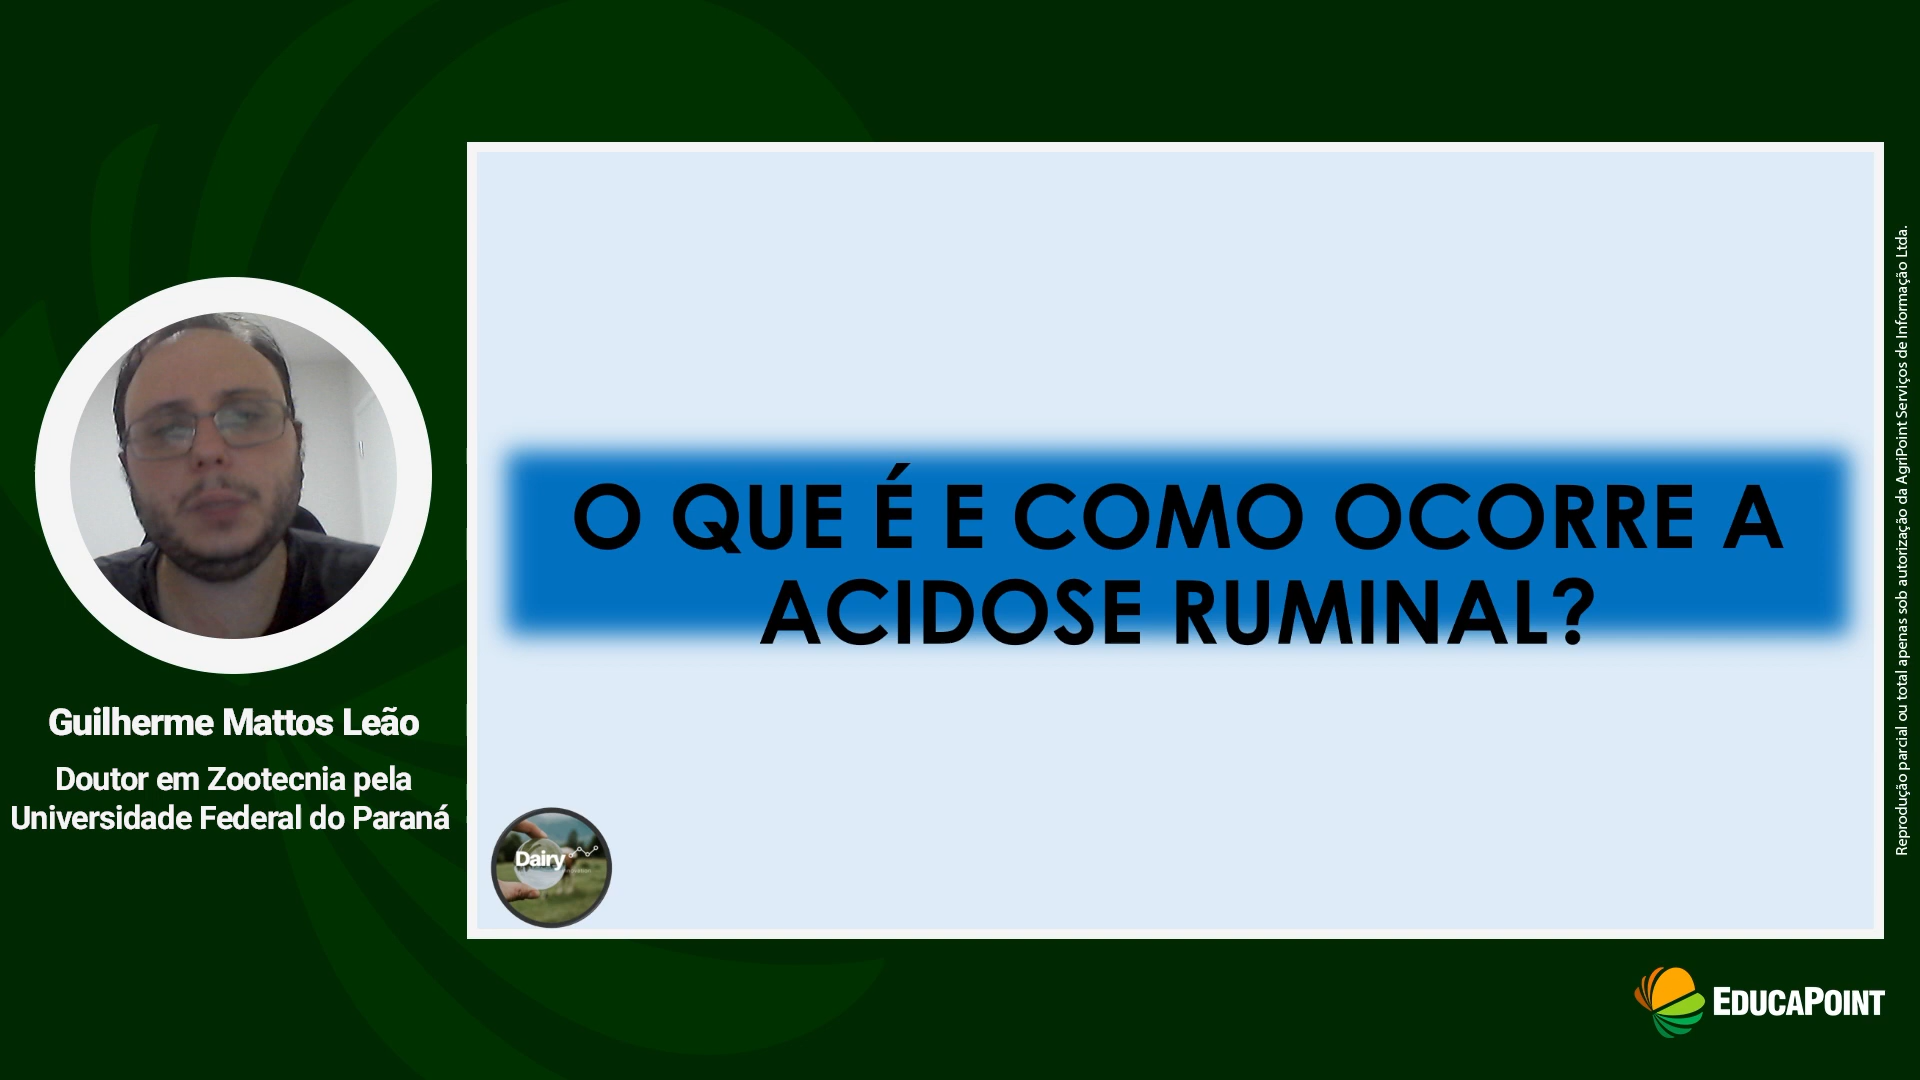 O QUE É E COMO OCORRE A
ACIDOSE RUMINAL?
Guilherme Mattos Leão
Doutor em Zootecnia pela
Universidade Federal do Paraná
Dairy
EDUCAPOINT
Reprodução parcial ou total apenas sob autorização da AgriPoint Serviços de Informação Ltda.